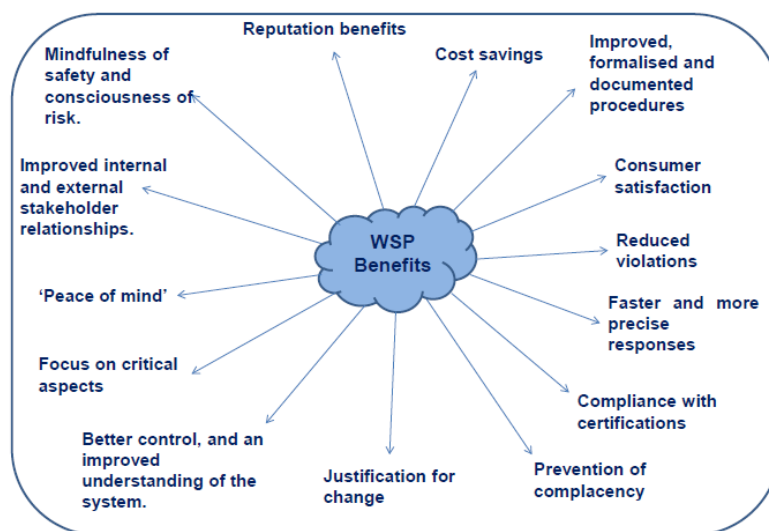 Reputation benefits
Cost savings
Improved,
formalised and
documented
procedures
Mindfulness of
safety and
consciousness of
risk.
Improved internal
and external
stakeholder
relationships.
Consumer
satisfaction
WSP
Benefits
Reduced
violations
‘Peace of mind’
Faster and more
precise
responses
Focus on critical
aspects
Compliance with
certifications
Better control, and an
improved
understanding of the
system.
Justification for
change
Prevention of
complacency